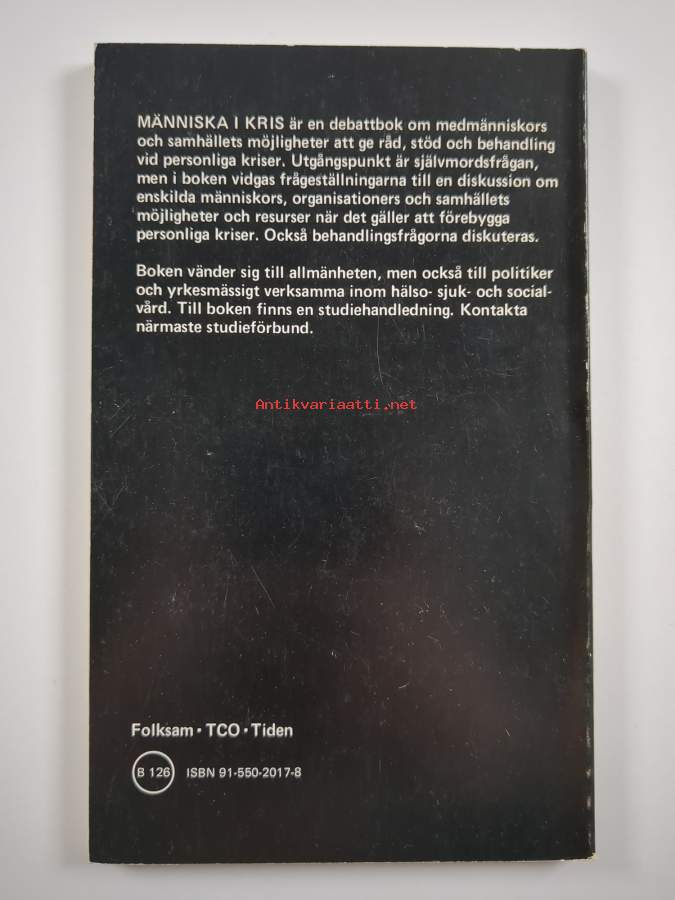 MÄNNISKA I KRIS är en debattbok om medmänniskors
och samhällets möjligheter att ge råd, stöd och behandling
vid personliga kriser. Utgångspunkt är självmordsfrågan,
men i boken vidgas frågeställningarna till en diskussion om
enskilda människors, organisationers och samhällets
möjligheter och resurser när det gäller att förebygga
personliga kriser. Också behandlingsfrågorna diskuteras.
Boken vänder sig till allmänheten, men också till politiker
och yrkesmässigt verksamma inom hälso- sjuk- och social-
vård. Till boken finns en studiehandledning. Kontakta
närmaste studieförbund.
Antikvariaatti.net
Folksam · TCO · Tiden
B 126 ISBN 91-550-2017-8